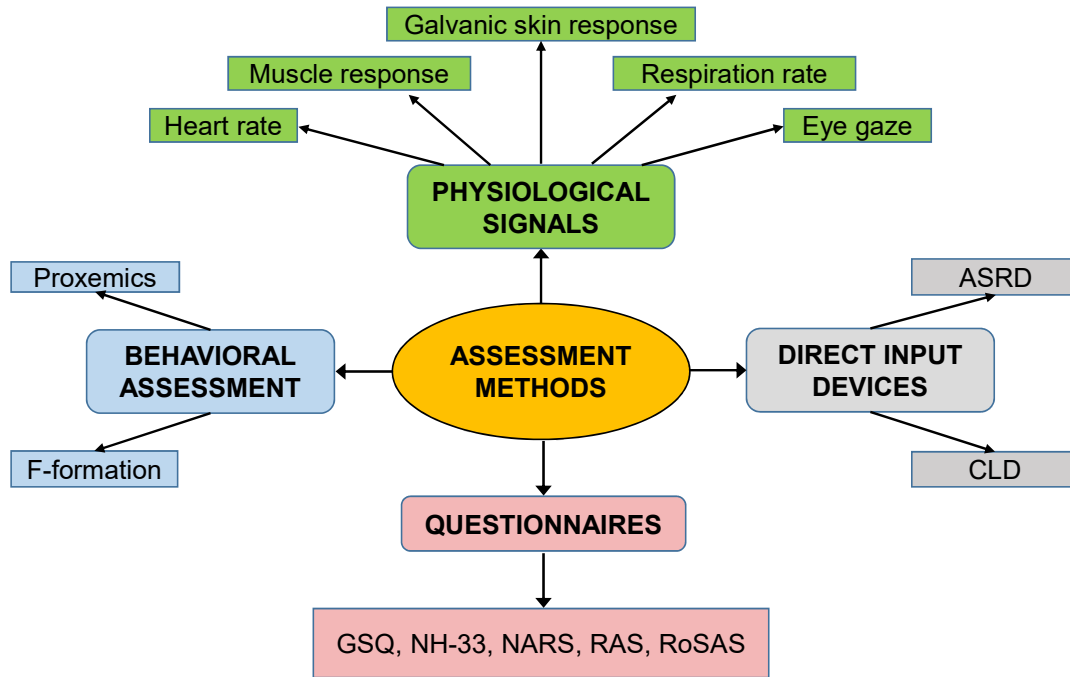 Galvanic skin response
Muscle response
Respiration rate
Heart rate
Eye gaze
PHYSIOLOGICAL
SIGNALS
Proxemics
ASRD
BEHAVIORAL
ASSESSMENT
ASSESSMENT
METHODS
DIRECT INPUT
DEVICES
F-formation
CLD
QUESTIONNAIRES
GSQ, NH-33, NARS, RAS, RoSAS